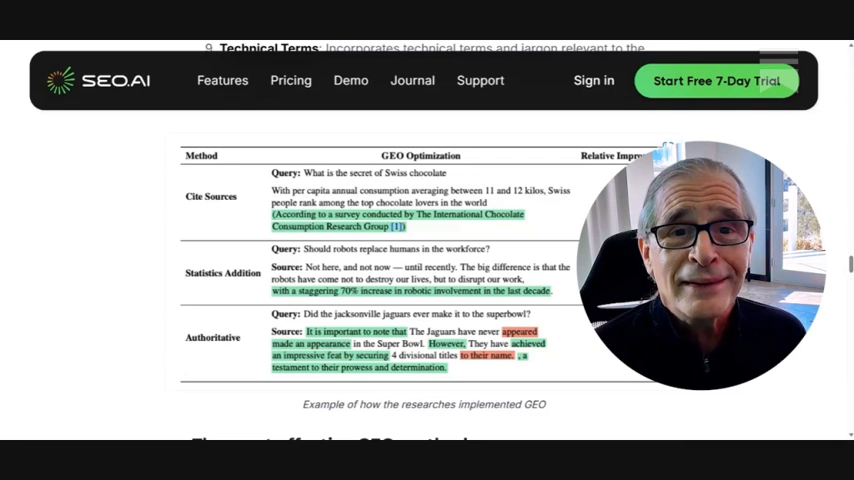 9. Technical Terms: Incorporates technical terms and jargon relevant to the
SEO.AI Features Pricing Demo Journal Support Sign in Start Free 7-Day Trial
Method GEO Optimization Relative
Query: What is the secret of Swiss chocolate
Cite Sources
With per capita annual consumption averaging between 11 and 12 kilos, Swiss
people rank among the top chocolate lovers in the world
(According to a survey conducted by The International Chocolate
Consumption Research Group [1])
Query: Should robots replace humans in the workforce?
Statistics Addition
Source: Not here, and not now — until recently. The big difference is that the
robots have come not to destroy our lives, but to disrupt our work,
with a staggering 70% increase in robotic involvement in the last decade.
Query: Did the jacksonville jaguars ever make it to the superbowl?
Authoritative
Source: It is important to note that The Jaguars have never appeared
made an appearance in the Super Bowl. However, They have achieved
an impressive feat by securing 4 divisional titles to their name. , a
testament to their prowess and determination.
Example of how the researches implemented GEO